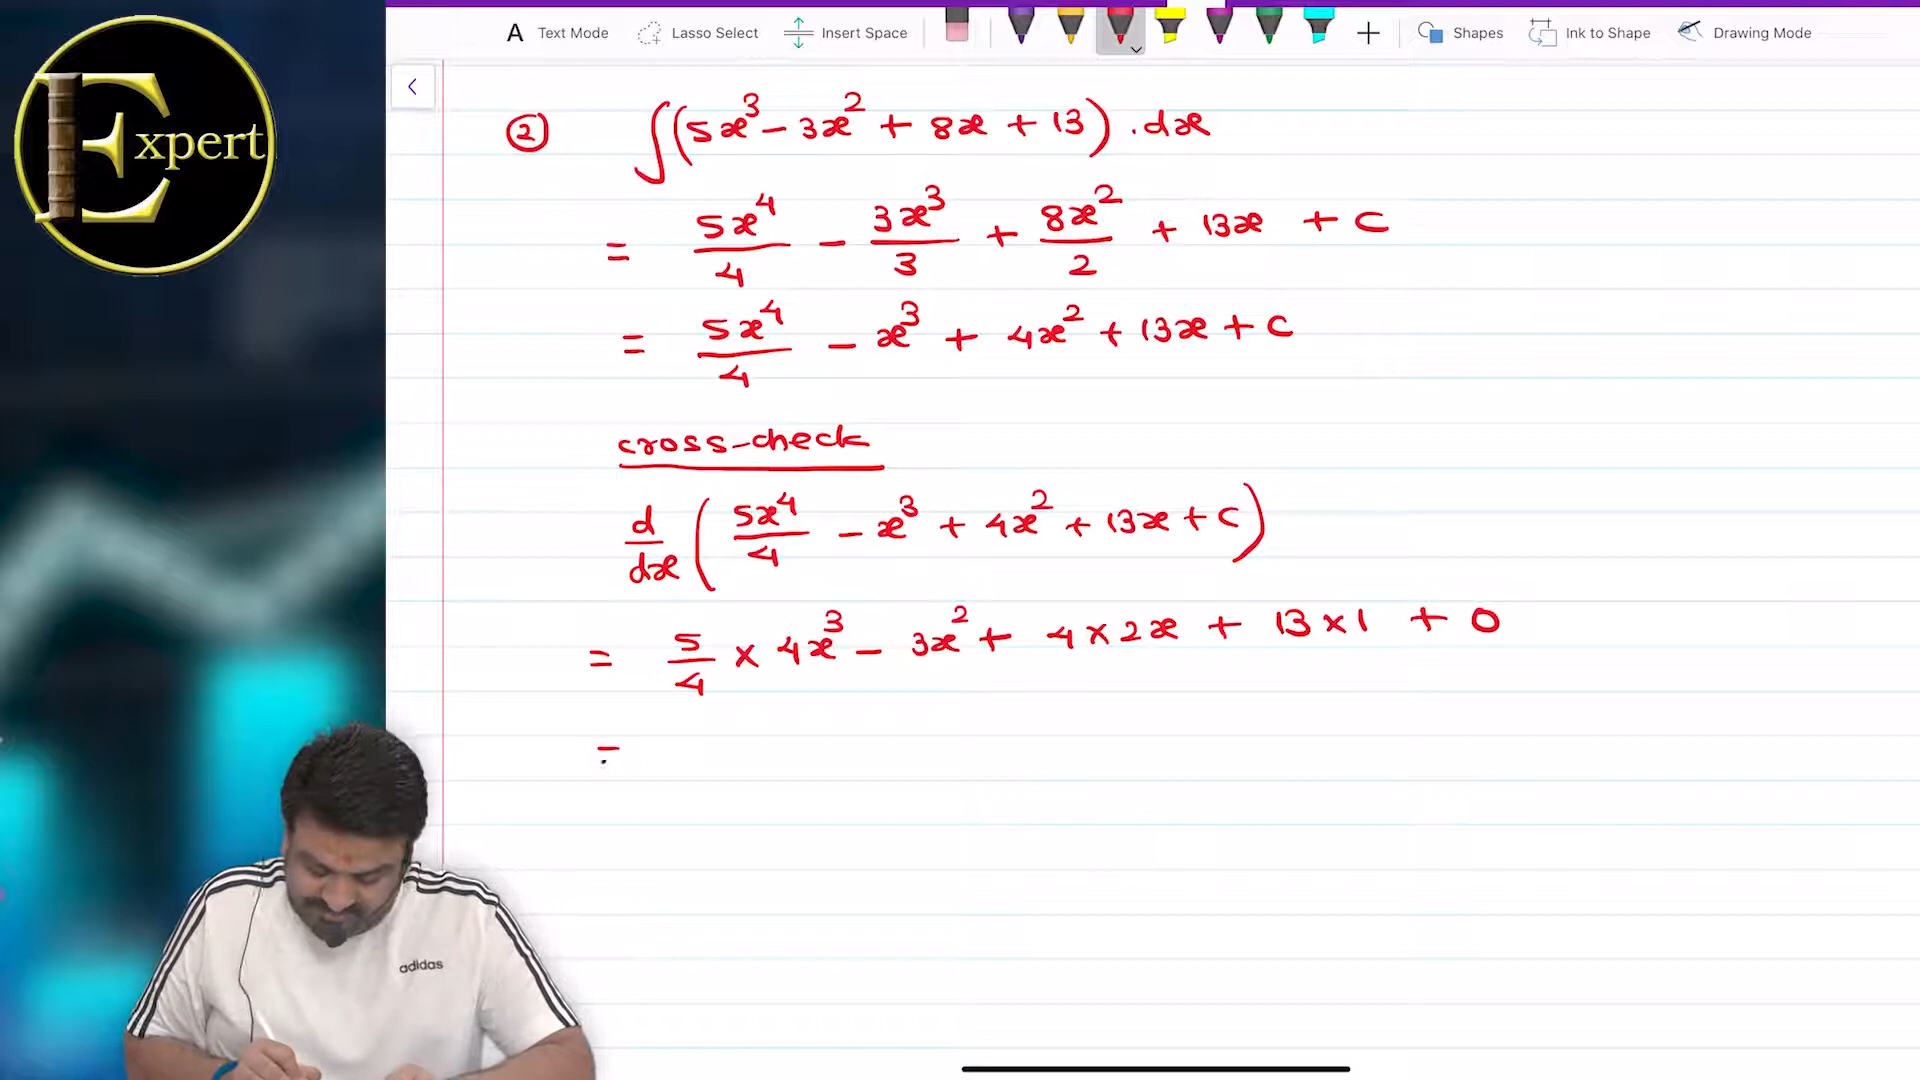 Expert
A Text Mode Lasso Select Insert Space Shapes Ink to Shape Drawing Mode
② ∫(5x³ - 3x² + 8x + 13) . dx
= 5x⁴/4 - 3x³/3 + 8x²/2 + 13x + c
= 5x⁴/4 - x³ + 4x² + 13x + c
cross-check
d/dx ( 5x⁴/4 - x³ + 4x² + 13x + c )
= 5/4 × 4x³ - 3x² + 4×2x + 13×1 + 0
=
adidas